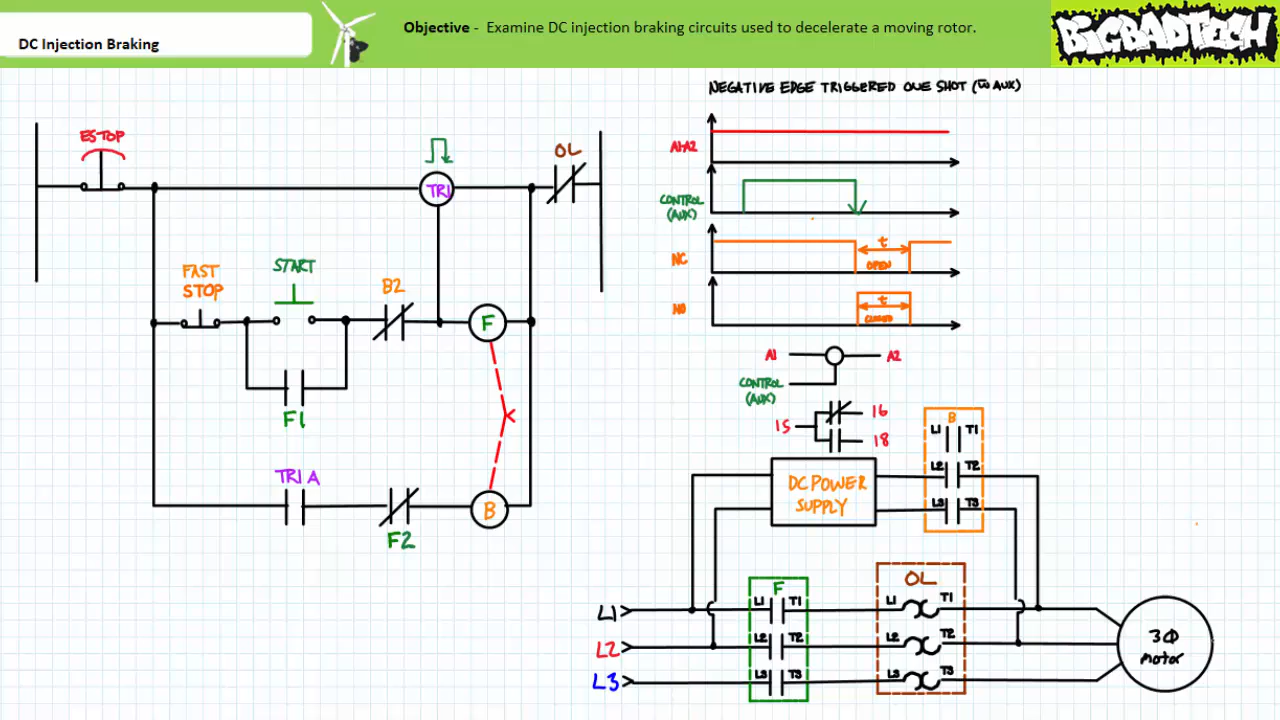 DC Injection Braking
Objective - Examine DC injection braking circuits used to decelerate a moving rotor.
BIGBADTECH
NEGATIVE EDGE TRIGGERED ONE SHOT (W AUX)
ESTOP
TR1
OL
FAST
STOP
START
B2
F
F1
TR1 A
F2
B
A1-A2
CONTROL
(AUX)
NC
t
OPEN
NO
t
CLOSED
A1
A2
CONTROL
(AUX)
15
16
18
DC POWER
SUPPLY
B
L1 T1
L2 T2
L3 T3
F
OL
L1
L1 T1
L1 T1
L2
L2 T2
L2 T2
L3
L3 T3
L3 T3
3Φ
motor